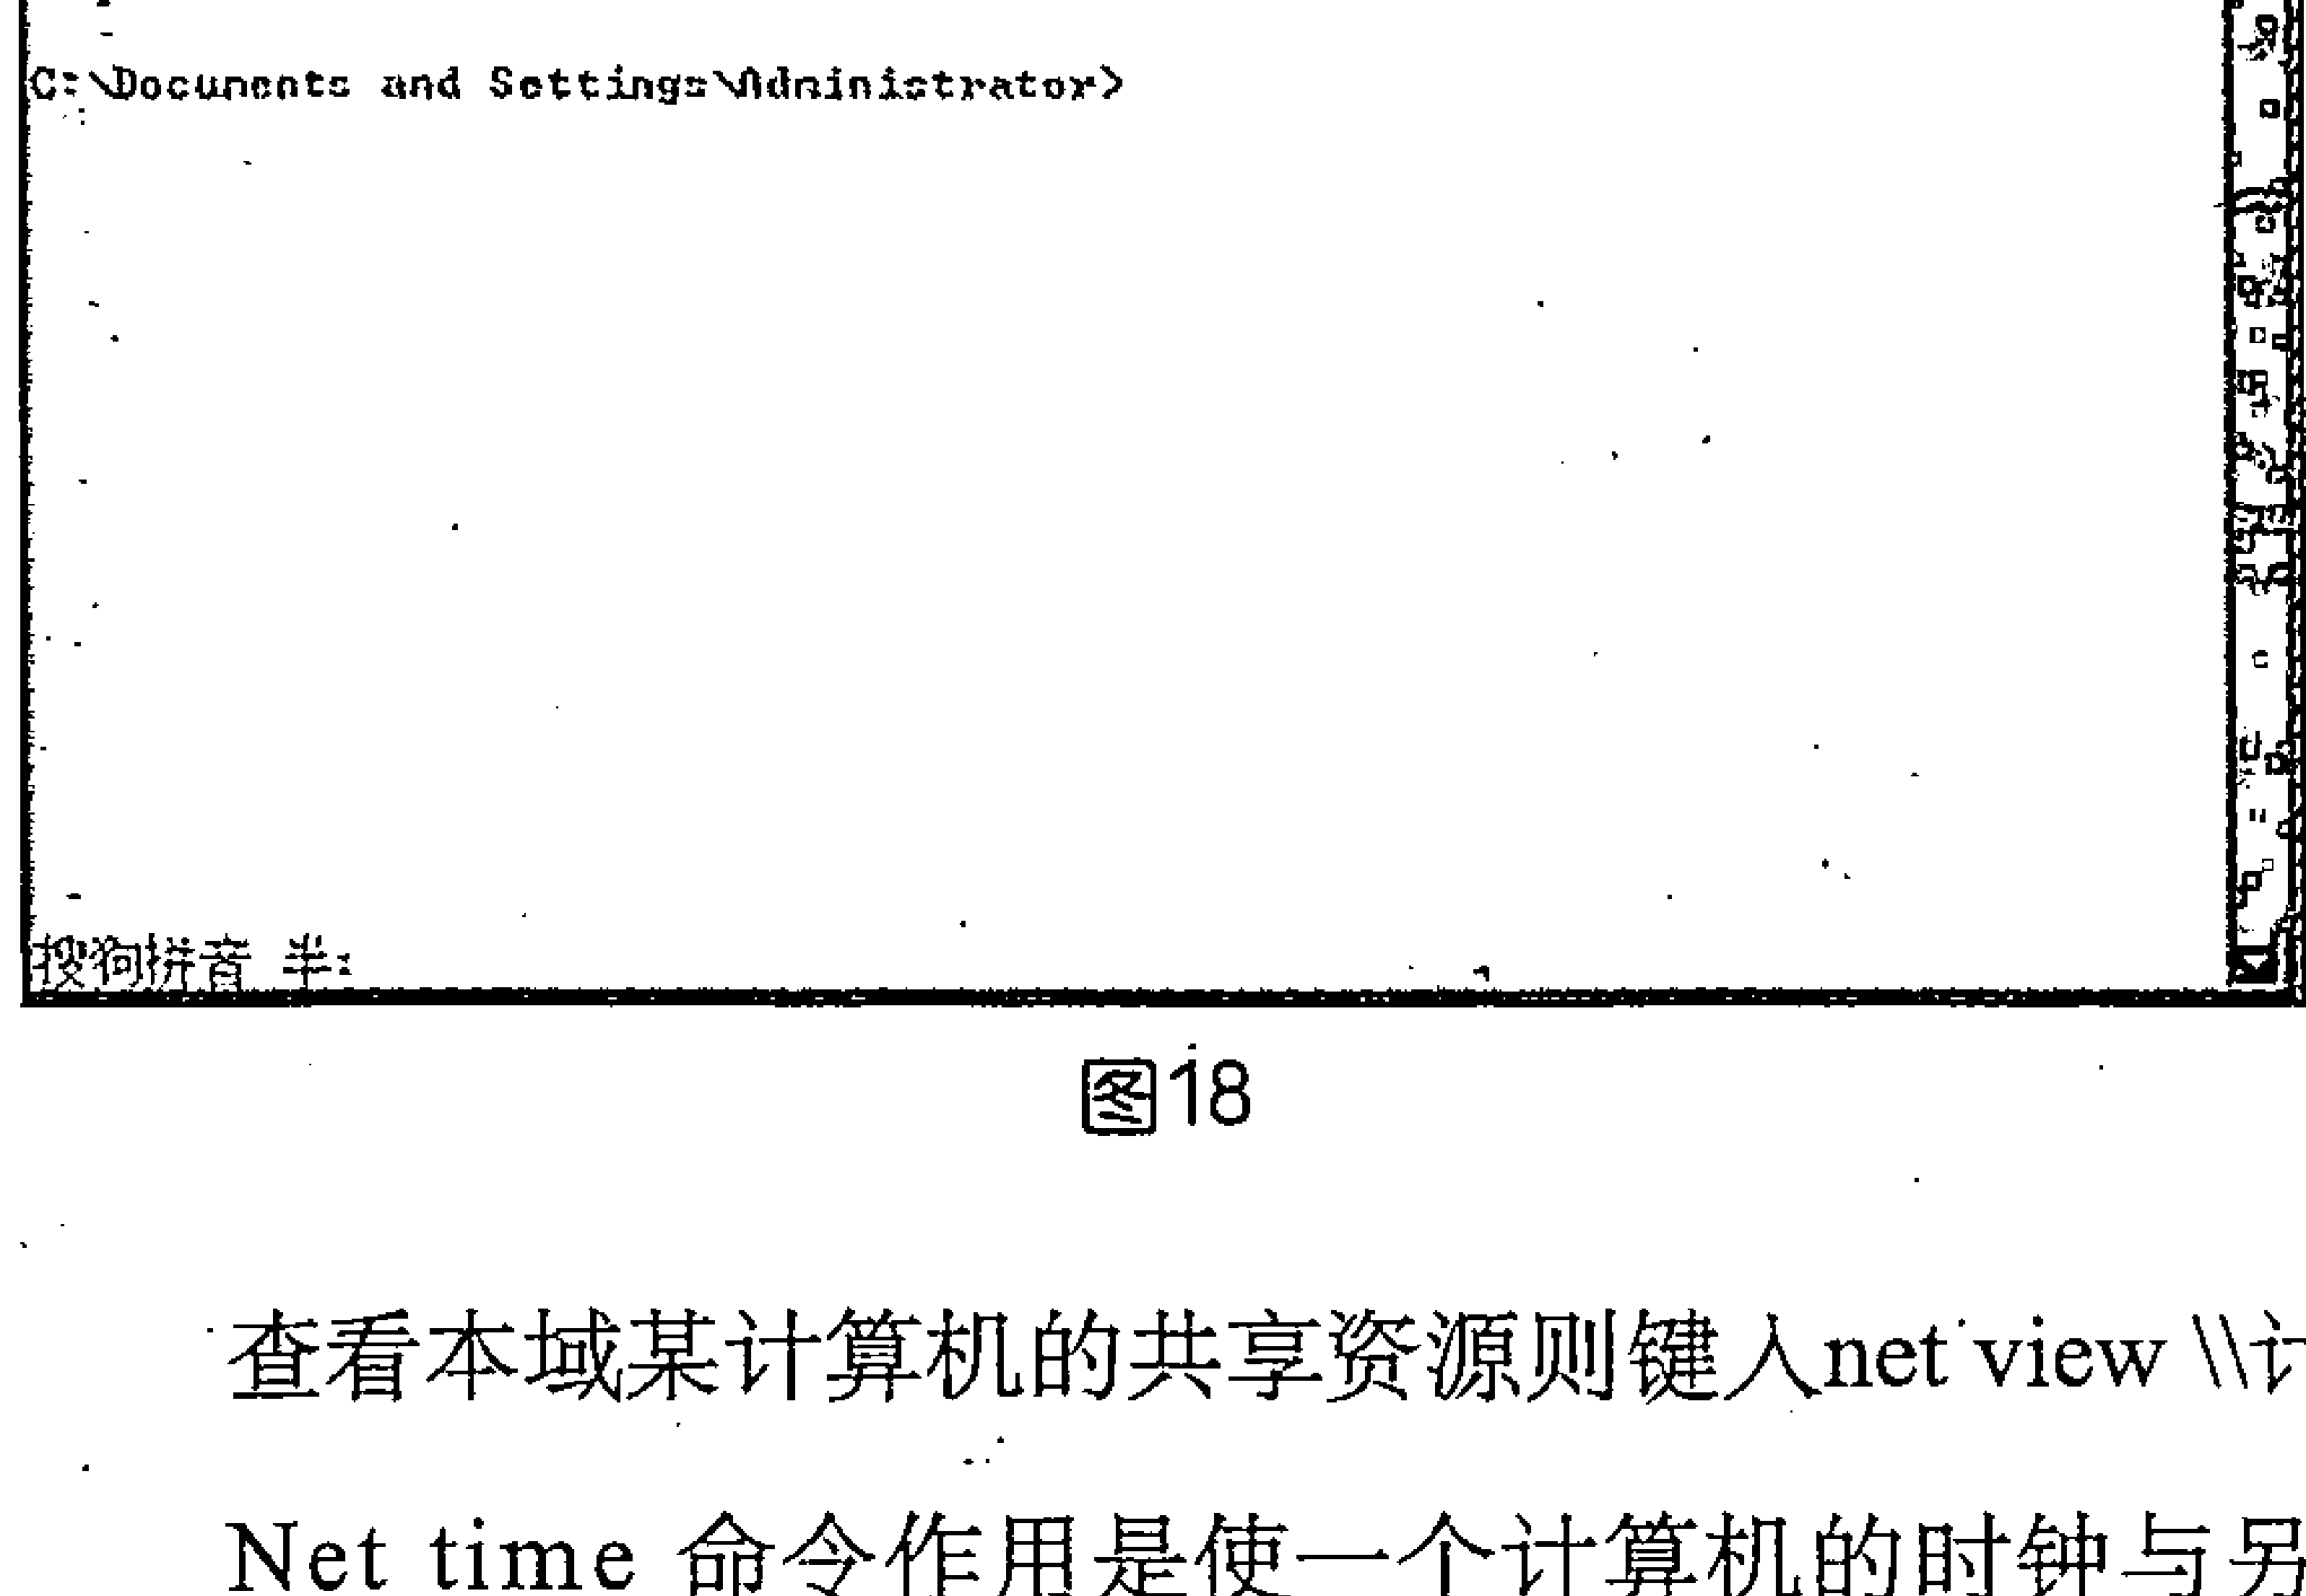 C:\Documents and Settings\Administrator>
搜狗拼音 半:
图18
查看本域某计算机的共享资源则键入net view \\计
Net time 命令作用是使一个计算机的时钟与另